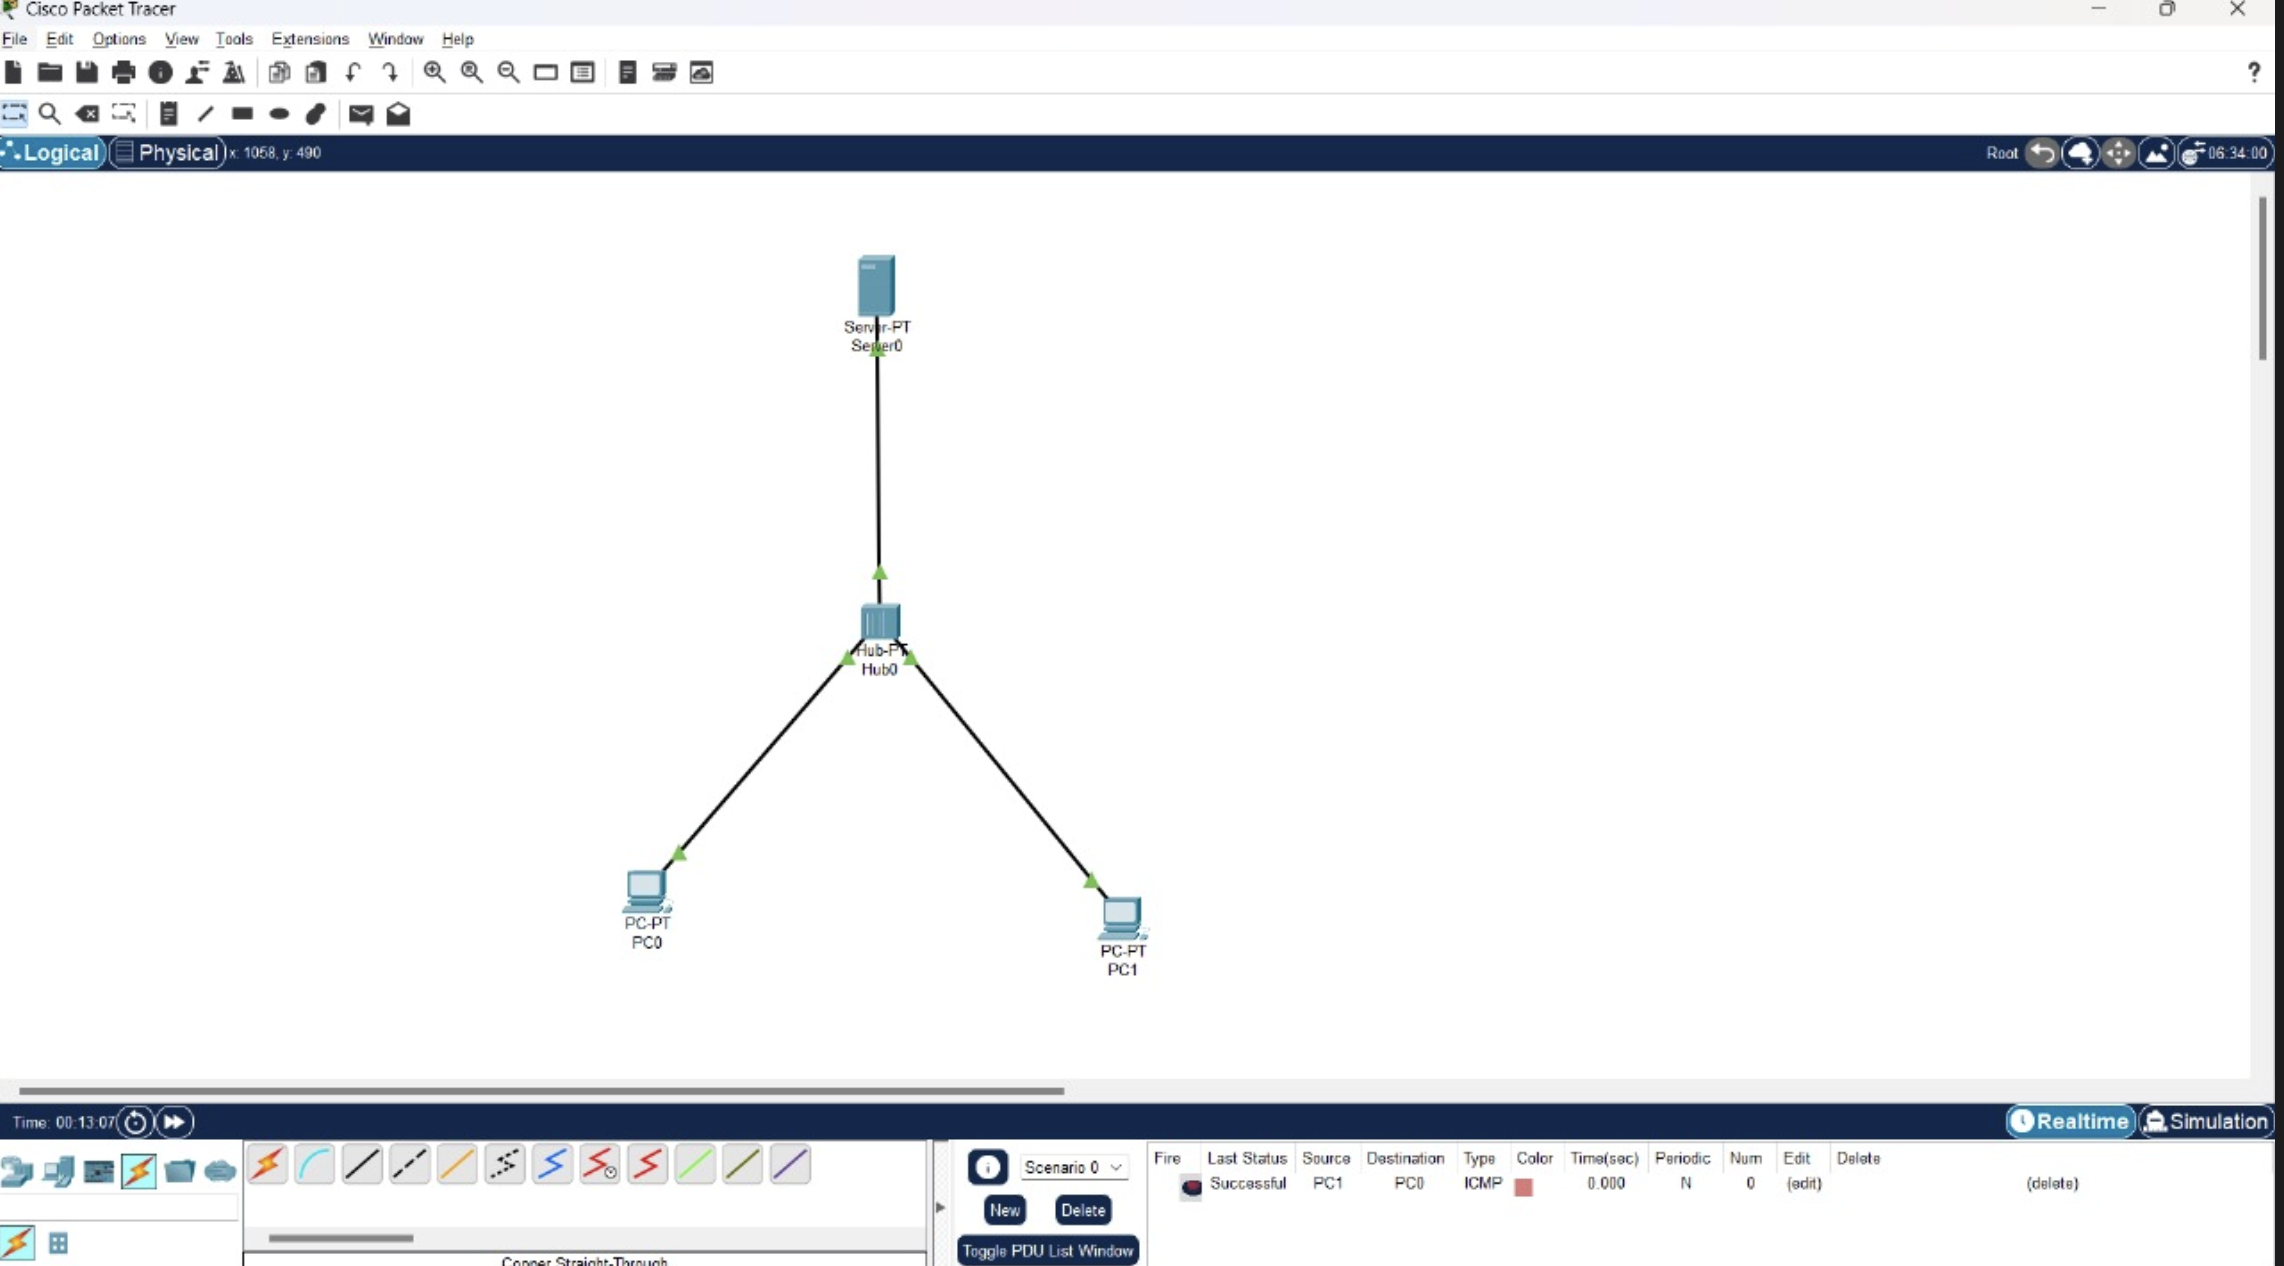 Cisco Packet Tracer
File Edit Options View Tools Extensions Window Help
?
Logical Physical x: 1058, y: 490 Root 06:34:00
Server-PT
Server0
Hub-PT
Hub0
PC-PT
PC0
PC-PT
PC1
Time: 00:13:07 Realtime Simulation
Scenario 0 Fire Last Status Source Destination Type Color Time(sec) Periodic Num Edit Delete
Successful PC1 PC0 ICMP 0.000 N 0 (edit) (delete)
New Delete
Toggle PDU List Window
Copper Straight-Through